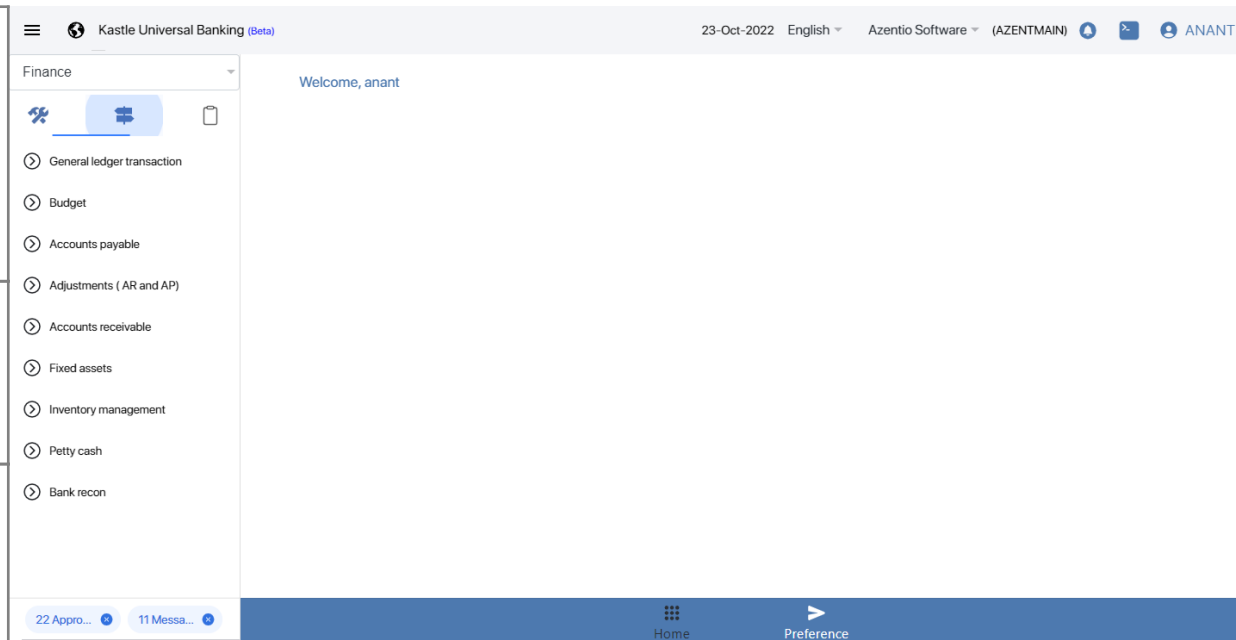 Kastle Universal Banking (Beta) 23-Oct-2022 English Azentio Software (AZENTMAIN) ANANT
Finance
Welcome, anant
General ledger transaction
Budget
Accounts payable
Adjustments ( AR and AP)
Accounts receivable
Fixed assets
Inventory management
Petty cash
Bank recon
22 Appro... 11 Messa...
Home Preference